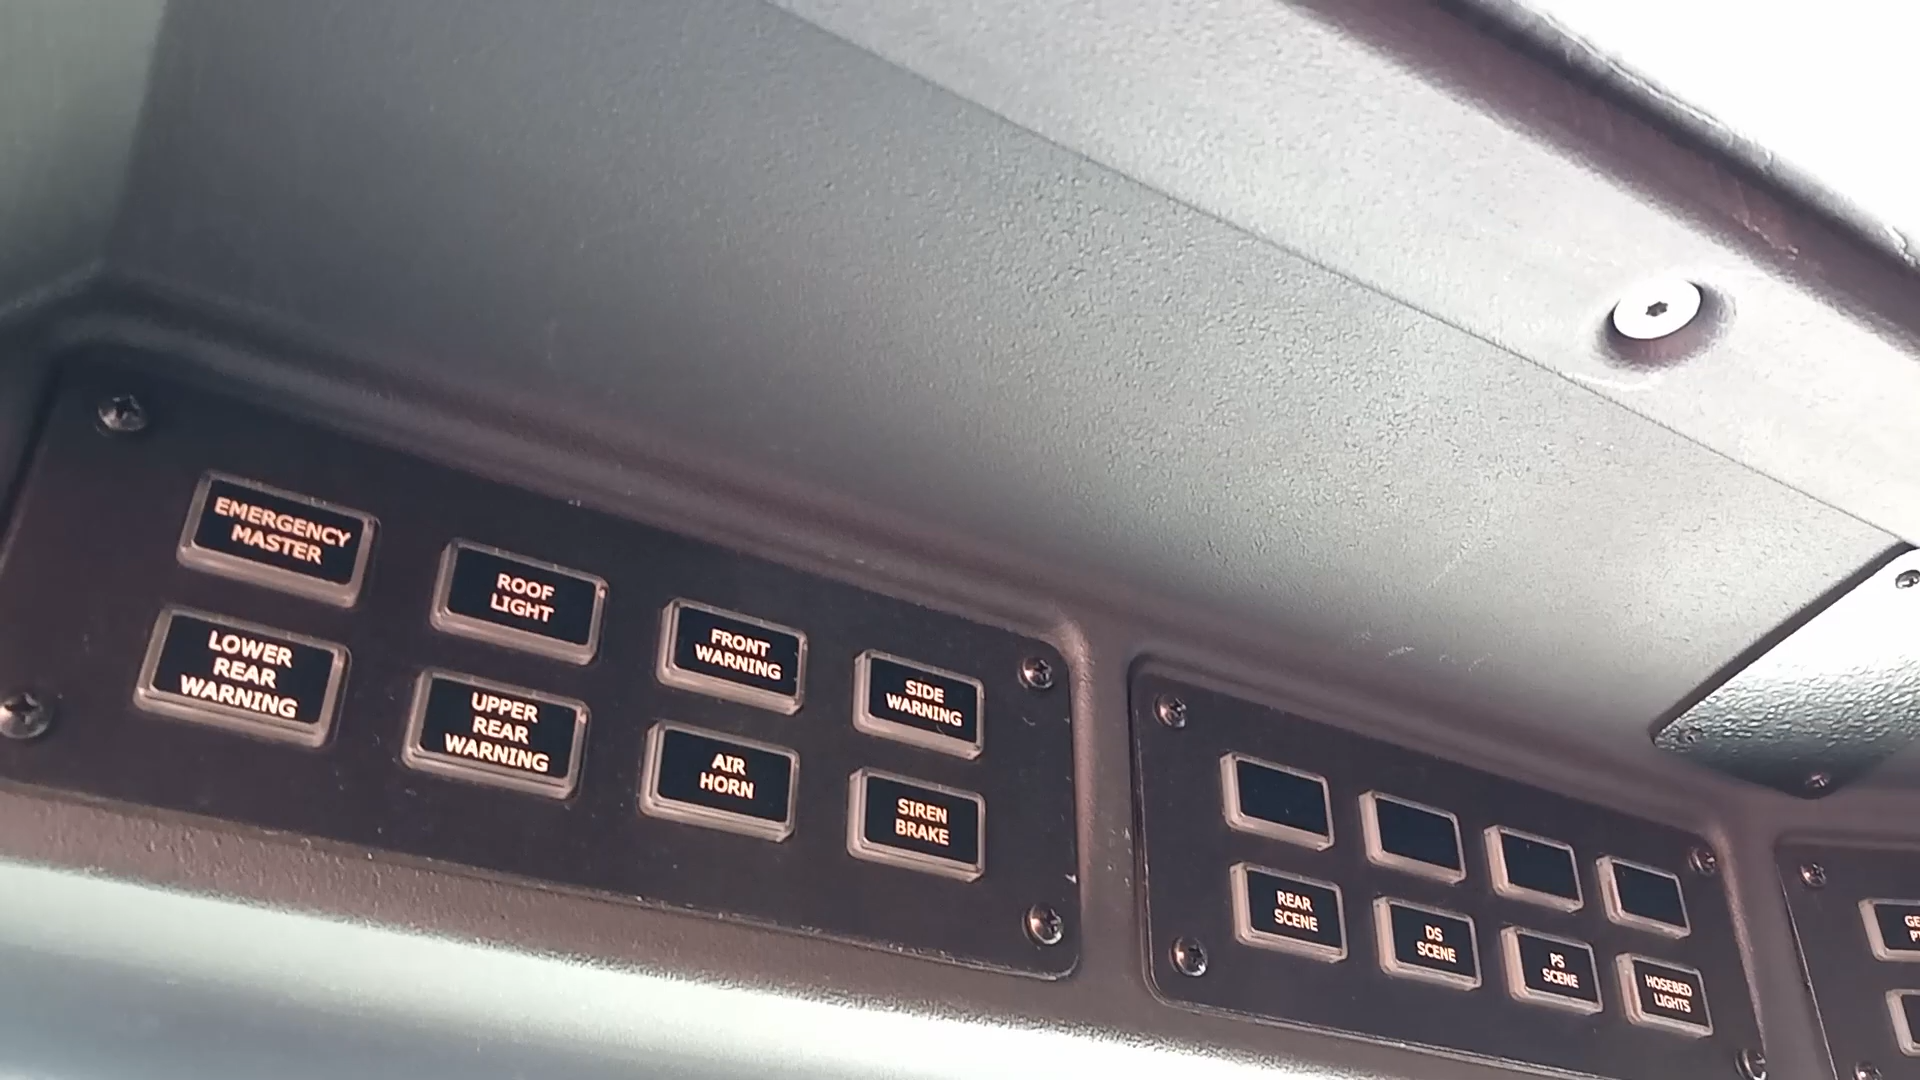 EMERGENCY
MASTER
ROOF
LIGHT
FRONT
WARNING
SIDE
WARNING
LOWER
REAR
WARNING
UPPER
REAR
WARNING
AIR
HORN
SIREN
BRAKE
REAR
SCENE
DS
SCENE
PS
SCENE
HOSEBED
LIGHTS